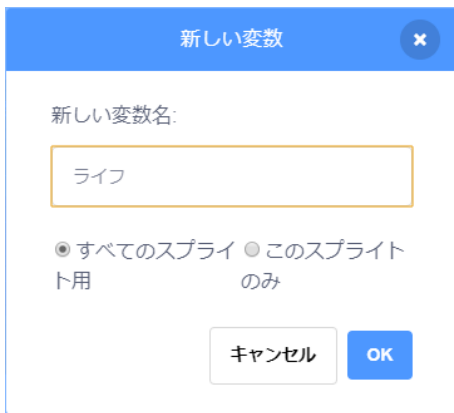 新しい変数
新しい変数名:
ライフ
すべてのスプライ このスプライト
ト用 のみ
キャンセル OK